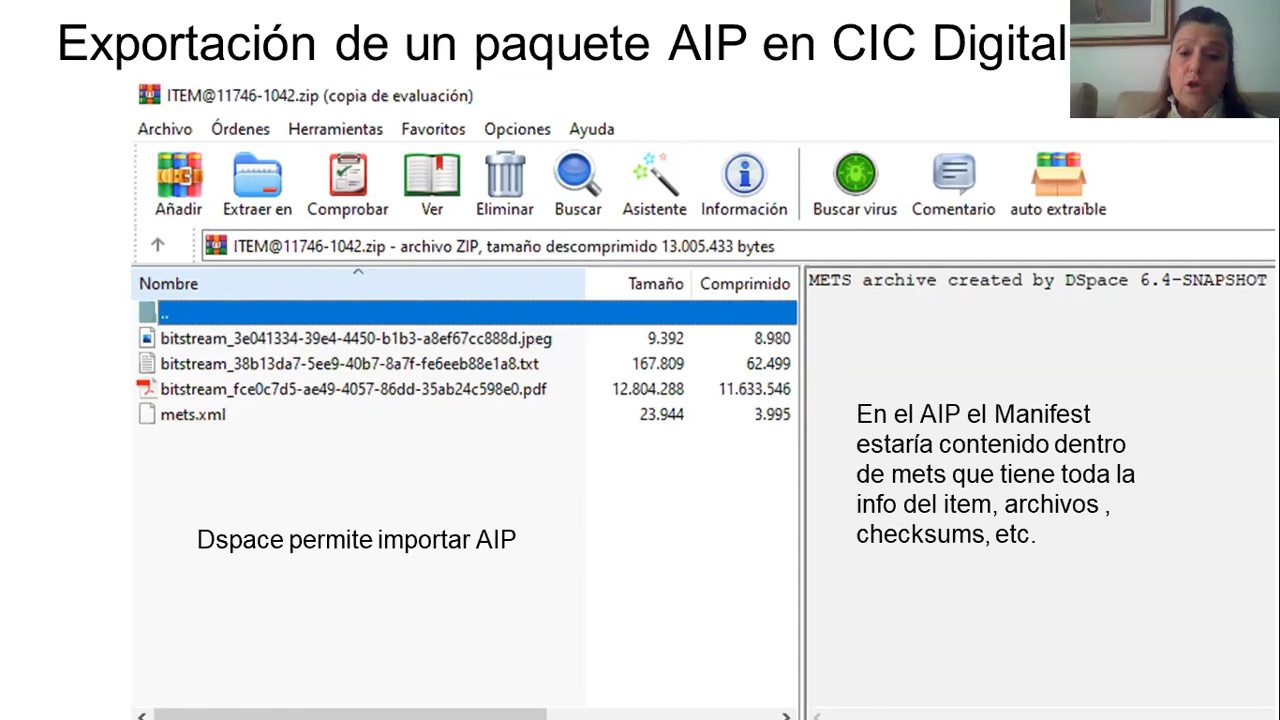 Exportación de un paquete AIP en CIC Digital
ITEM@11746-1042.zip (copia de evaluación)
Archivo Órdenes Herramientas Favoritos Opciones Ayuda
Añadir Extraer en Comprobar Ver Eliminar Buscar Asistente Información Buscar virus Comentario auto extraíble
ITEM@11746-1042.zip - archivo ZIP, tamaño descomprimido 13.005.433 bytes
Nombre Tamaño Comprimido
..
bitstream_3e041334-39e4-4450-b1b3-a8ef67cc888d.jpeg 9.392 8.980
bitstream_38b13da7-5ee9-40b7-8a7f-fe6eeb88e1a8.txt 167.809 62.499
bitstream_fce0c7d5-ae49-4057-86dd-35ab24c598e0.pdf 12.804.288 11.633.546
mets.xml 23.944 3.995
METS archive created by DSpace 6.4-SNAPSHOT
Dspace permite importar AIP
En el AIP el Manifest
estaría contenido dentro
de mets que tiene toda la
info del item, archivos ,
checksums, etc.